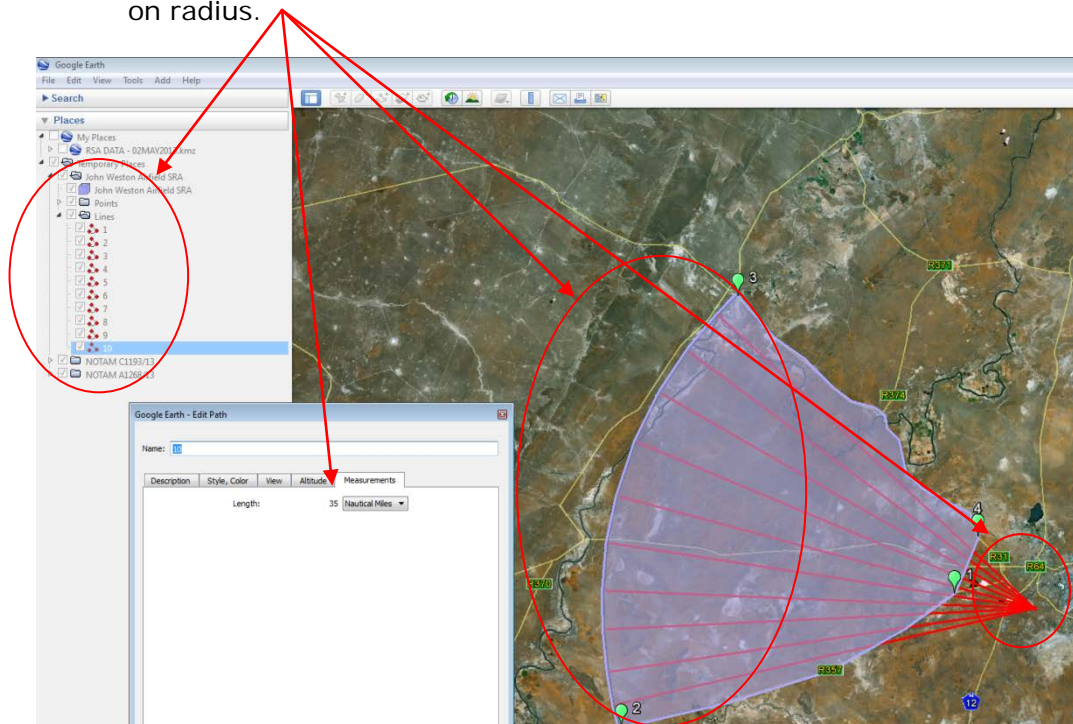 on radius.
Google Earth
File Edit View Tools Add Help
Search
Places
My Places
RSA DATA - 02MAY2013.kmz
Temporary Places
John Weston Airfield SRA
John Weston Airfield SRA
Points
Lines
1
2
3
4
5
6
7
8
9
10
NOTAM C1193/13
NOTAM A1268/13
Google Earth - Edit Path
Name: 10
Description Style, Color View Altitude Measurements
Length: 35 Nautical Miles
3
R371
R374
4
R31
R64
1
R370
R357
12
2